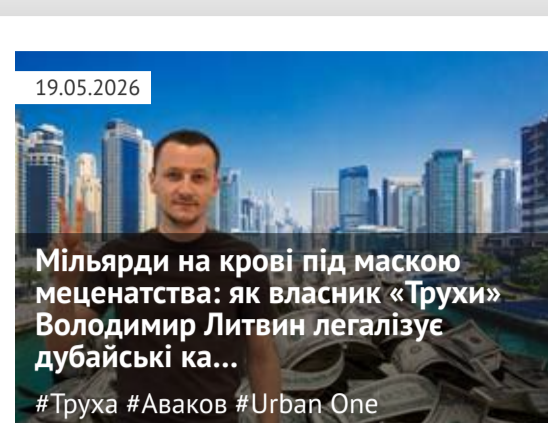 19.05.2026
Мільярди на крові під маскою
меценатства: як власник «Трухи»
Володимир Литвин легалізує
дубайські ка...
#Труха #Аваков #Urban One